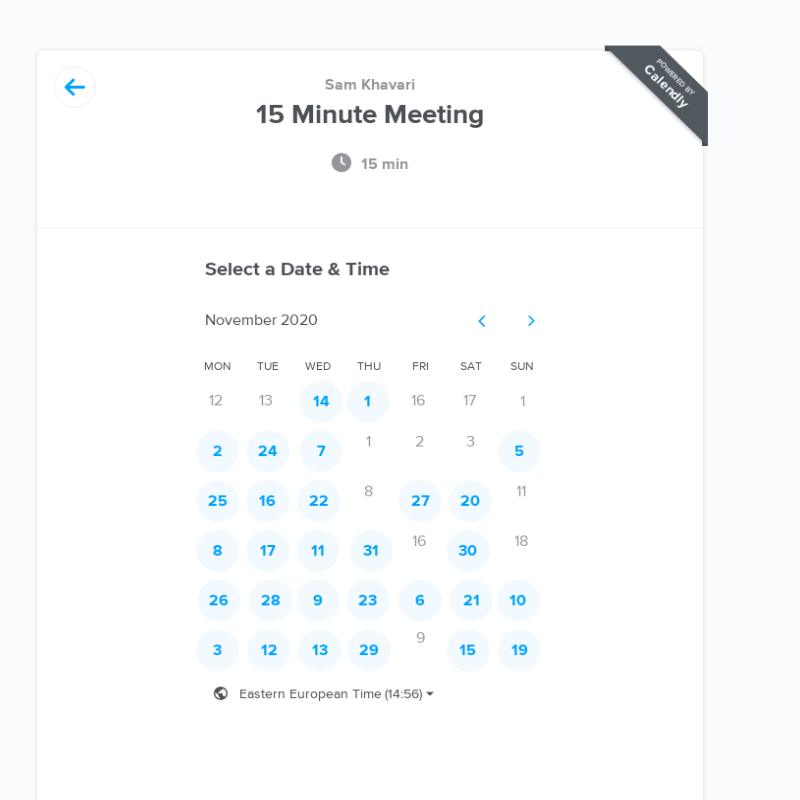 POWERED BY
Calendly
Sam Khavari
15 Minute Meeting
15 min
Select a Date & Time
November 2020
MON TUE WED THU FRI SAT SUN
12 13 14 1 16 17 1
2 24 7 1 2 3 5
25 16 22 8 27 20 11
8 17 11 31 16 30 18
26 28 9 23 6 21 10
3 12 13 29 9 15 19
Eastern European Time (14:56)